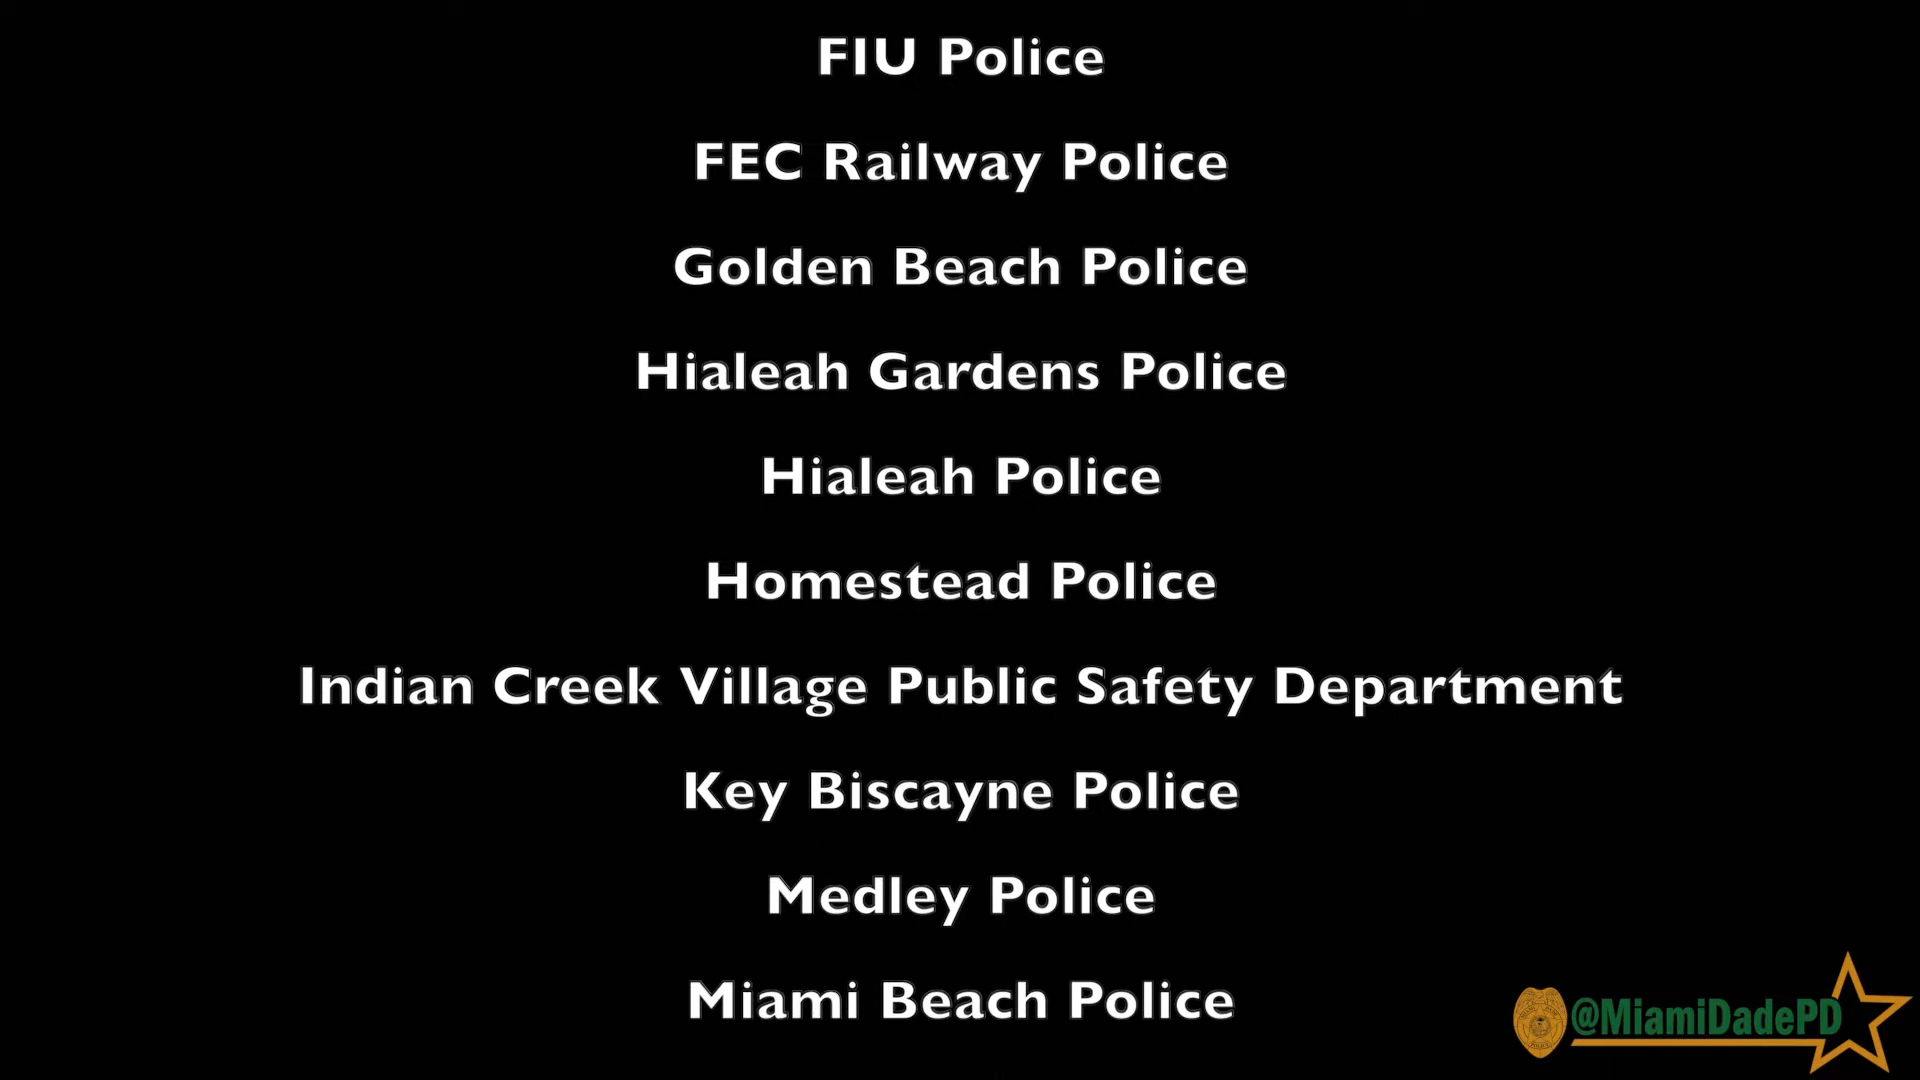 FIU Police
FEC Railway Police
Golden Beach Police
Hialeah Gardens Police
Hialeah Police
Homestead Police
Indian Creek Village Public Safety Department
Key Biscayne Police
Medley Police
Miami Beach Police
@MiamiDadePD